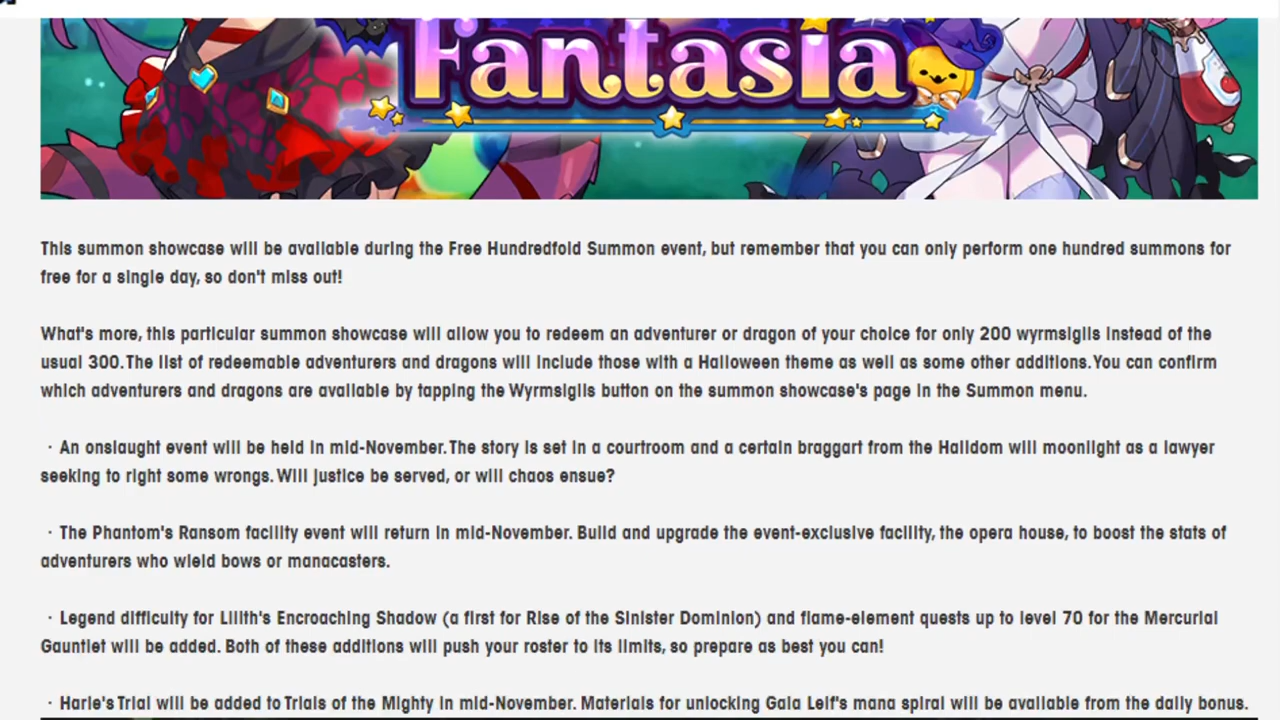 Fantasia
This summon showcase will be available during the Free Hundredfold Summon event, but remember that you can only perform one hundred summons for
free for a single day, so don't miss out!
What's more, this particular summon showcase will allow you to redeem an adventurer or dragon of your choice for only 200 wyrmsigils instead of the
usual 300. The list of redeemable adventurers and dragons will include those with a Halloween theme as well as some other additions. You can confirm
which adventurers and dragons are available by tapping the Wyrmsigils button on the summon showcase's page in the Summon menu.
· An onslaught event will be held in mid-November. The story is set in a courtroom and a certain braggart from the Halidom will moonlight as a lawyer
seeking to right some wrongs. Will justice be served, or will chaos ensue?
· The Phantom's Ransom facility event will return in mid-November. Build and upgrade the event-exclusive facility, the opera house, to boost the stats of
adventurers who wield bows or manacasters.
· Legend difficulty for Lilith's Encroaching Shadow (a first for Rise of the Sinister Dominion) and flame-element quests up to level 70 for the Mercurial
Gauntlet will be added. Both of these additions will push your roster to its limits, so prepare as best you can!
· Harle's Trial will be added to Trials of the Mighty in mid-November. Materials for unlocking Gala Leif's mana spiral will be available from the daily bonus.